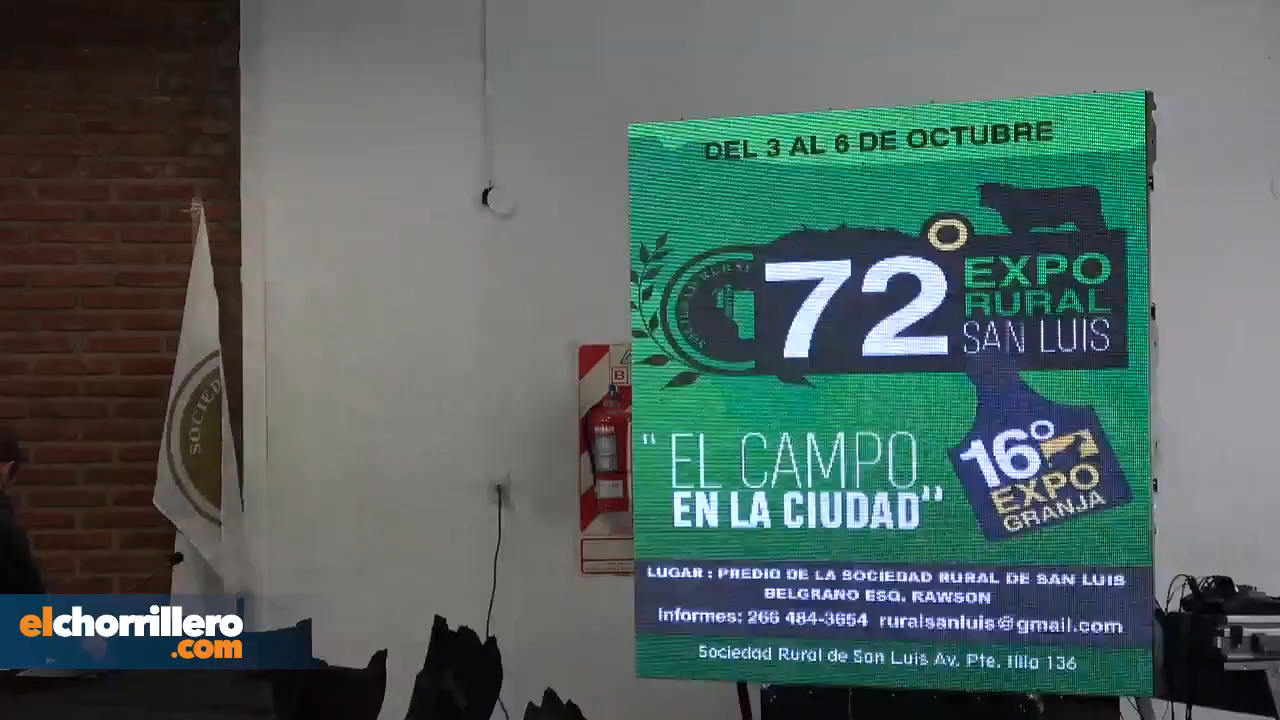 DEL 3 AL 6 DE OCTUBRE
72
EXPO
RURAL
SAN LUIS
"EL CAMPO
EN LA CIUDAD"
16º
EXPO
GRANJA
LUGAR : PREDIO DE LA SOCIEDAD RURAL DE SAN LUIS
BELGRANO ESQ. RAWSON
Informes: 266 484-3654 ruralsanluis@gmail.com
Sociedad Rural de San Luis Av. Pte. Illia 136
SOCIED
B
elchorrillero
.com